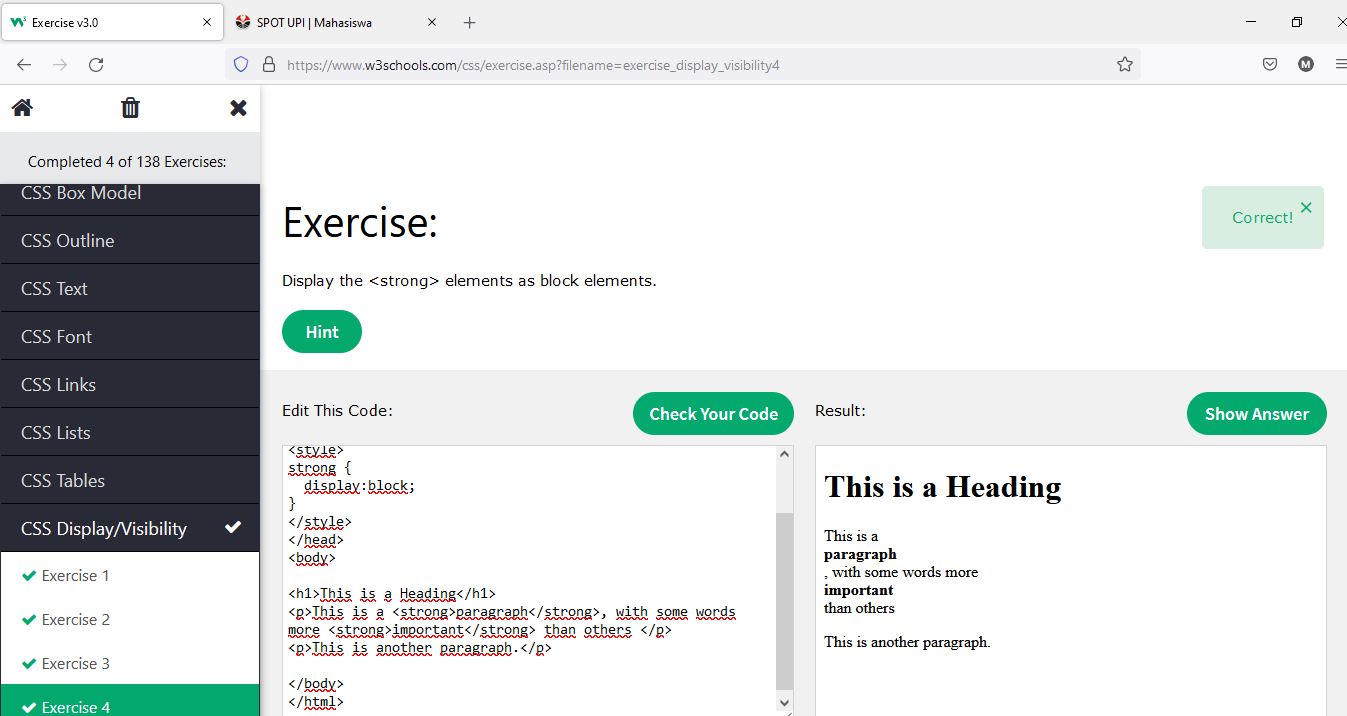 Exercise v3.0
SPOT UPI | Mahasiswa
https://www.w3schools.com/css/exercise.asp?filename=exercise_display_visibility4
M
Completed 4 of 138 Exercises:
CSS Box Model
CSS Outline
CSS Text
CSS Font
CSS Links
CSS Lists
CSS Tables
CSS Display/Visibility
Exercise 1
Exercise 2
Exercise 3
Exercise 4
Exercise:
Correct!
Display the <strong> elements as block elements.
Hint
Edit This Code:
Check Your Code
<style>
strong {
  display:block;
}
</style>
</head>
<body>
<h1>This is a Heading</h1>
<p>This is a <strong>paragraph</strong>, with some words
more <strong>important</strong> than others </p>
<p>This is another paragraph.</p>
</body>
</html>
Result:
Show Answer
This is a Heading
This is a
paragraph
, with some words more
important
than others
This is another paragraph.